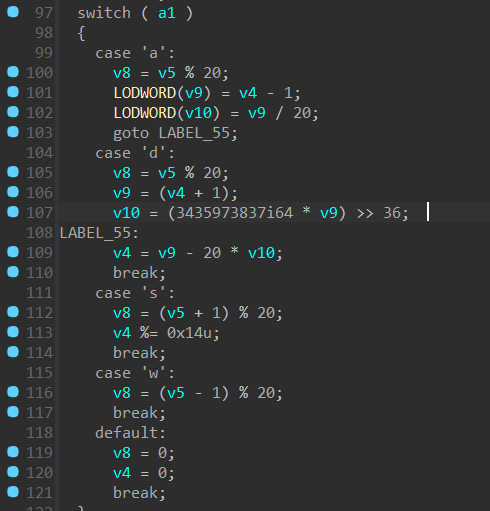 97 switch ( a1 )
98 {
99 case 'a':
100 v8 = v5 % 20;
101 LODWORD(v9) = v4 - 1;
102 LODWORD(v10) = v9 / 20;
103 goto LABEL_55;
104 case 'd':
105 v8 = v5 % 20;
106 v9 = (v4 + 1);
107 v10 = (3435973837i64 * v9) >> 36;
108 LABEL_55:
109 v4 = v9 - 20 * v10;
110 break;
111 case 's':
112 v8 = (v5 + 1) % 20;
113 v4 %= 0x14u;
114 break;
115 case 'w':
116 v8 = (v5 - 1) % 20;
117 break;
118 default:
119 v8 = 0;
120 v4 = 0;
121 break;